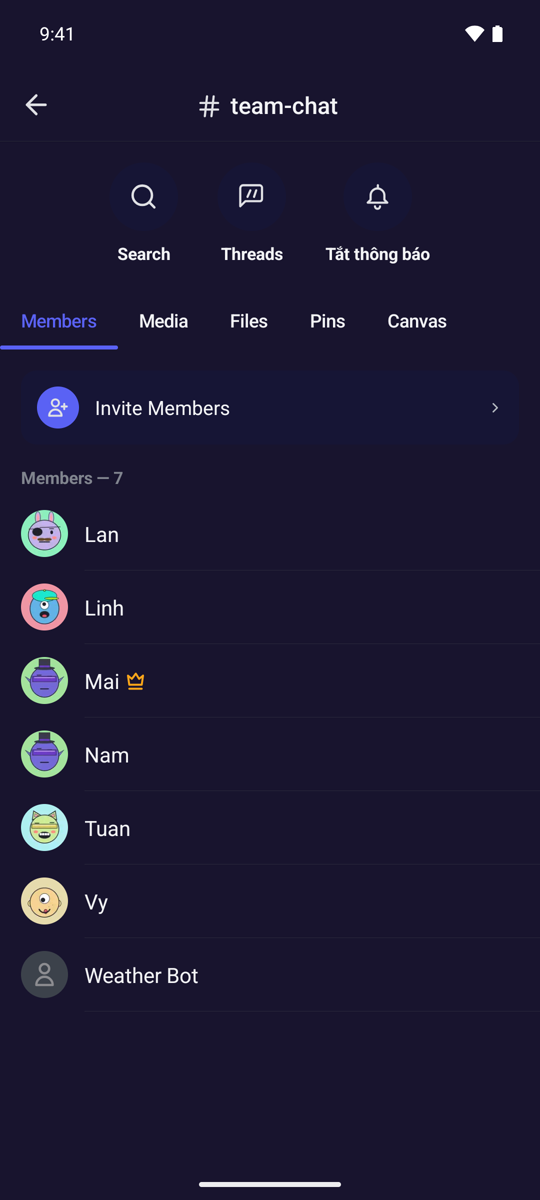 9:41
# team-chat
Search
Threads
Tắt thông báo
Members
Media
Files
Pins
Canvas
Invite Members
Members — 7
Lan
Linh
Mai
Nam
Tuan
Vy
Weather Bot